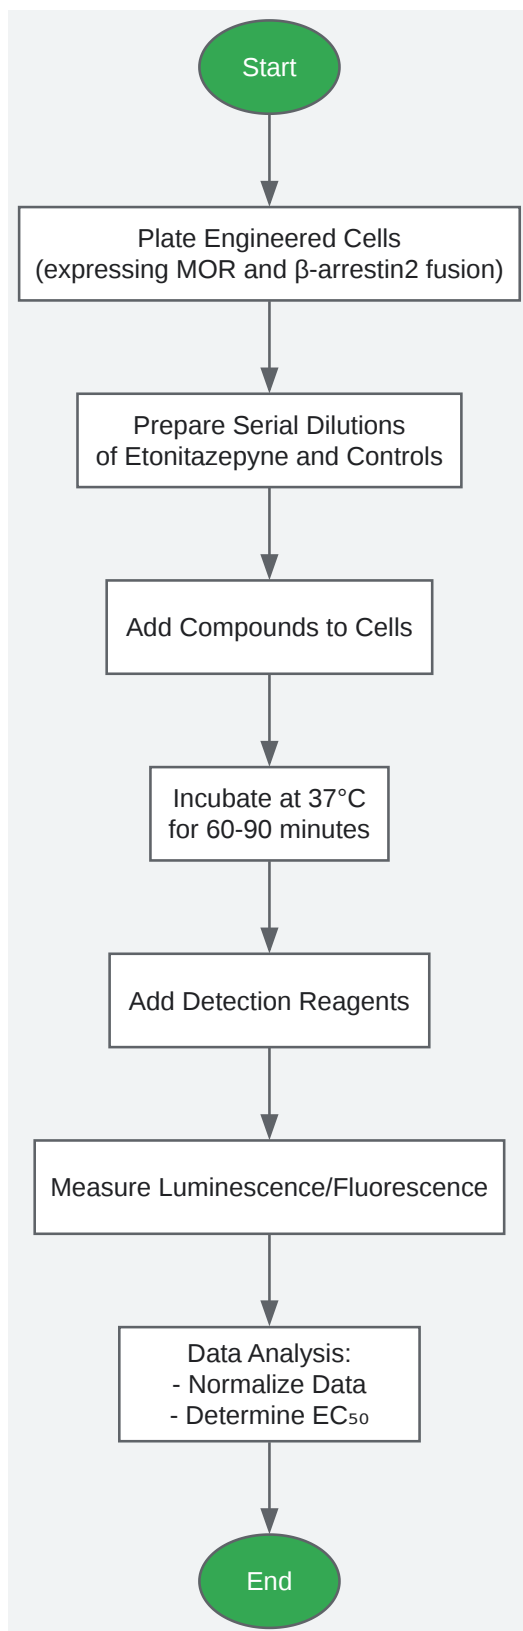 Start
Plate Engineered Cells
(expressing MOR and β-arrestin2 fusion)
Prepare Serial Dilutions
of Etonitazepyne and Controls
Add Compounds to Cells
Incubate at 37°C
for 60-90 minutes
Add Detection Reagents
Measure Luminescence/Fluorescence
Data Analysis:
- Normalize Data
- Determine EC₅₀
End